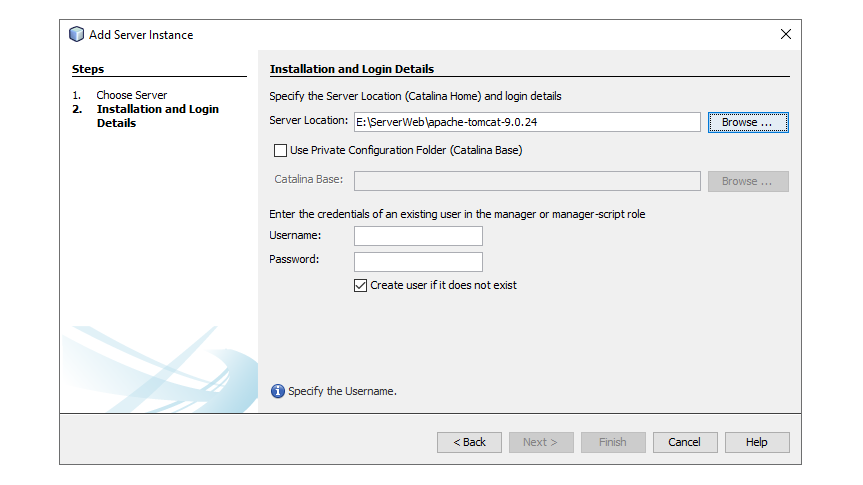 Add Server Instance
Steps
1. Choose Server
2. Installation and Login
Details
Installation and Login Details
Specify the Server Location (Catalina Home) and login details
Server Location: E:\ServerWeb\apache-tomcat-9.0.24 Browse ...
Use Private Configuration Folder (Catalina Base)
Catalina Base: Browse ...
Enter the credentials of an existing user in the manager or manager-script role
Username:
Password:
Create user if it does not exist
Specify the Username.
< Back Next > Finish Cancel Help